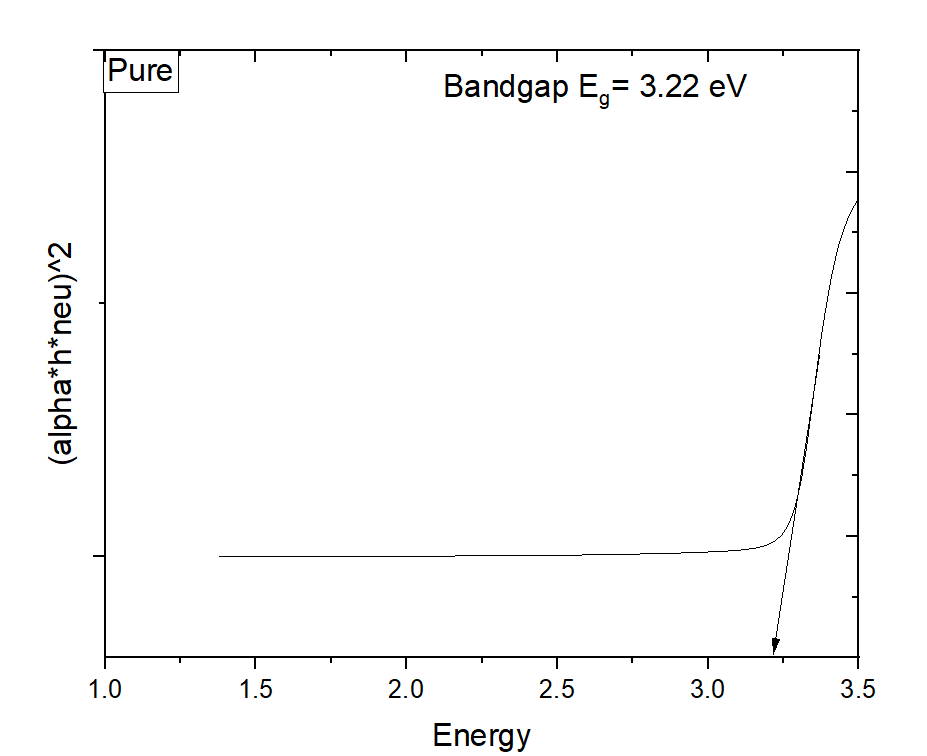 Pure
Bandgap Eg= 3.22 eV
(alpha*h*neu)^2
1.0 1.5 2.0 2.5 3.0 3.5
Energy